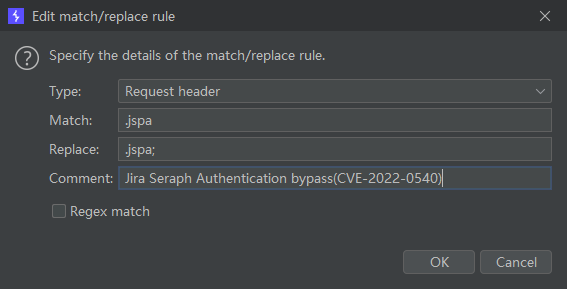 Edit match/replace rule
Specify the details of the match/replace rule.
Type: Request header
Match: .jspa
Replace: .jspa;
Comment: Jira Seraph Authentication bypass(CVE-2022-0540)
Regex match
OK Cancel